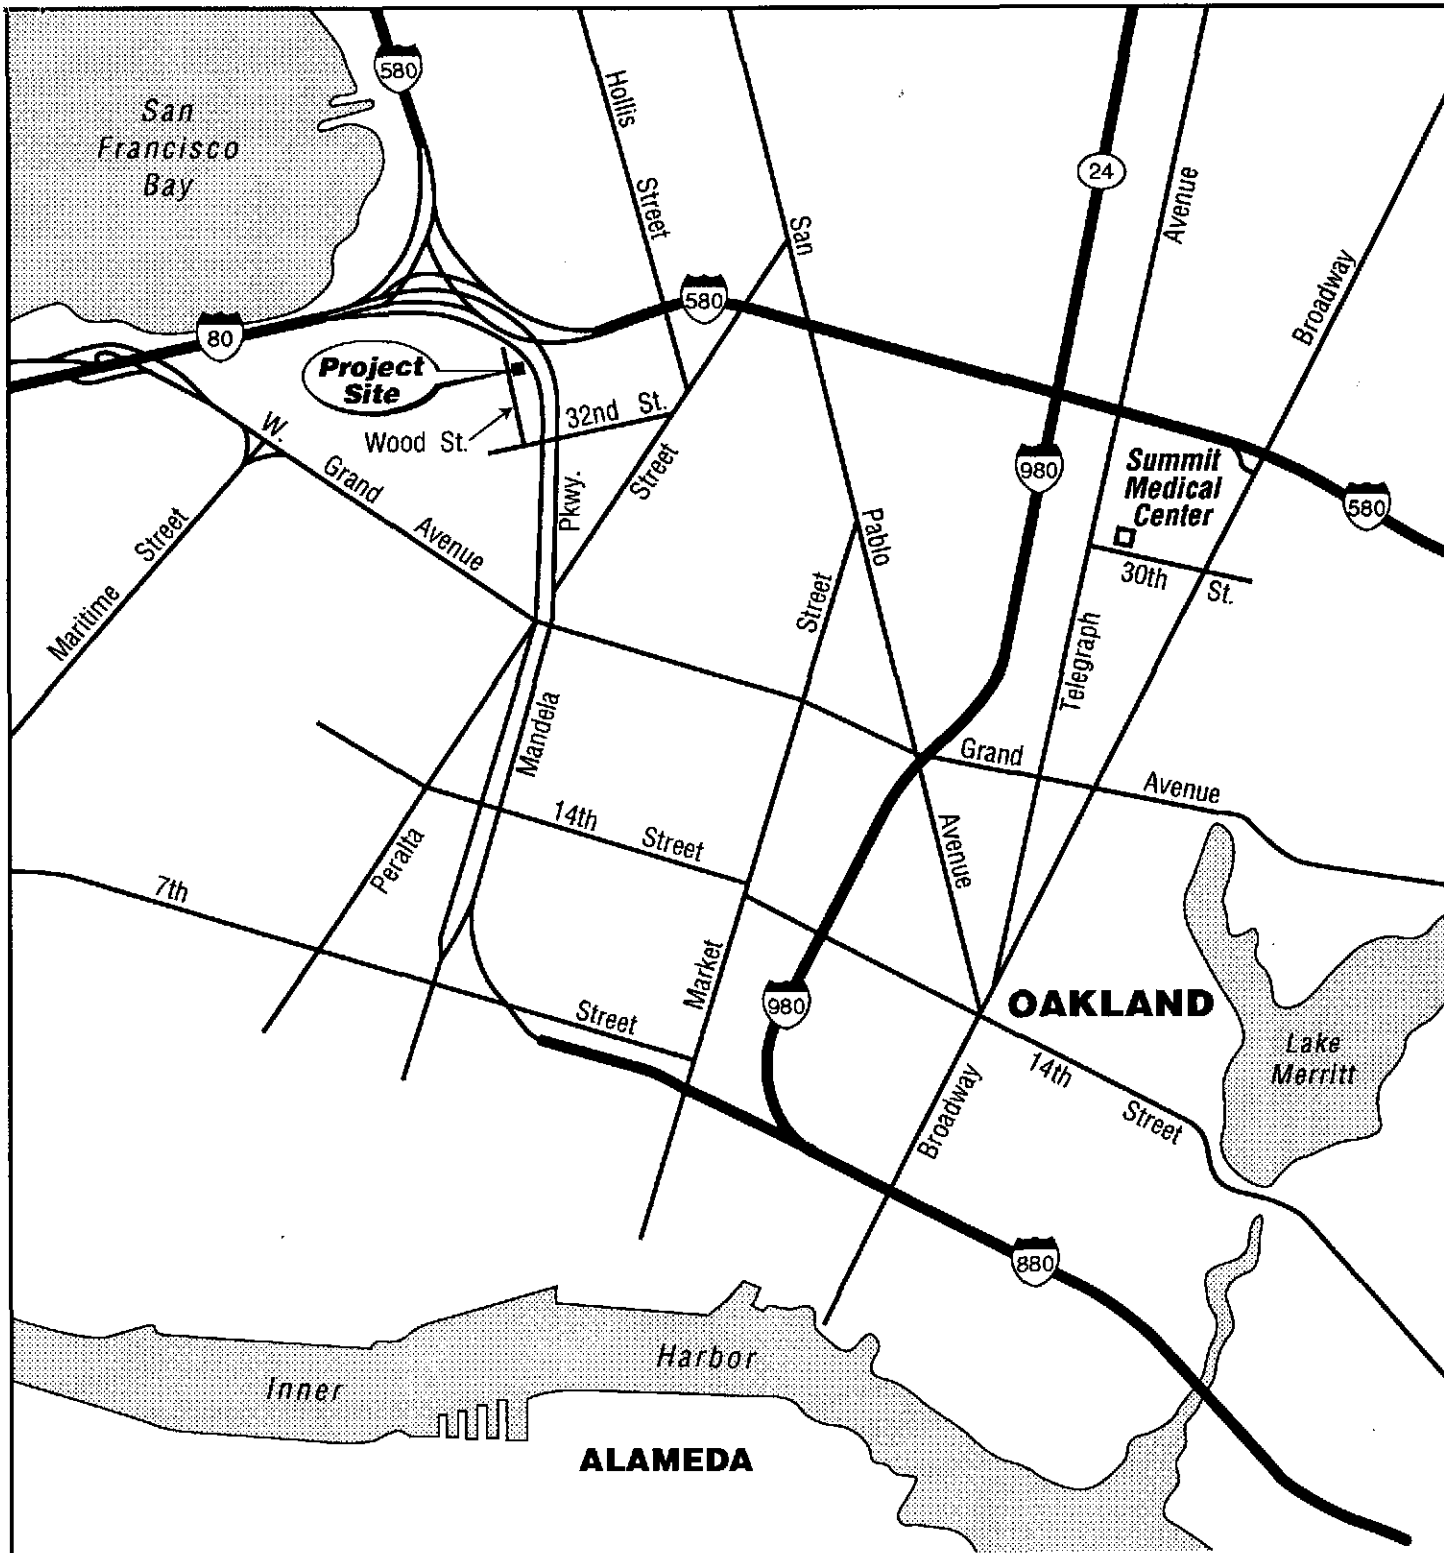 580
Hollis
Street
San
Francisco
Bay
24
Avenue
San
Broadway
580
80
Project
Site
Wood St.
32nd St.
W.
Grand
Avenue
Pkwy.
Street
980
Summit
Medical
Center
580
Street
Maritime
Pablo
Street
30th St.
Telegraph
Mandela
Grand
Avenue
14th
Street
Peralta
Avenue
7th
Street
Market
980
OAKLAND
Lake
Merritt
14th
Street
Broadway
880
Harbor
Inner
ALAMEDA